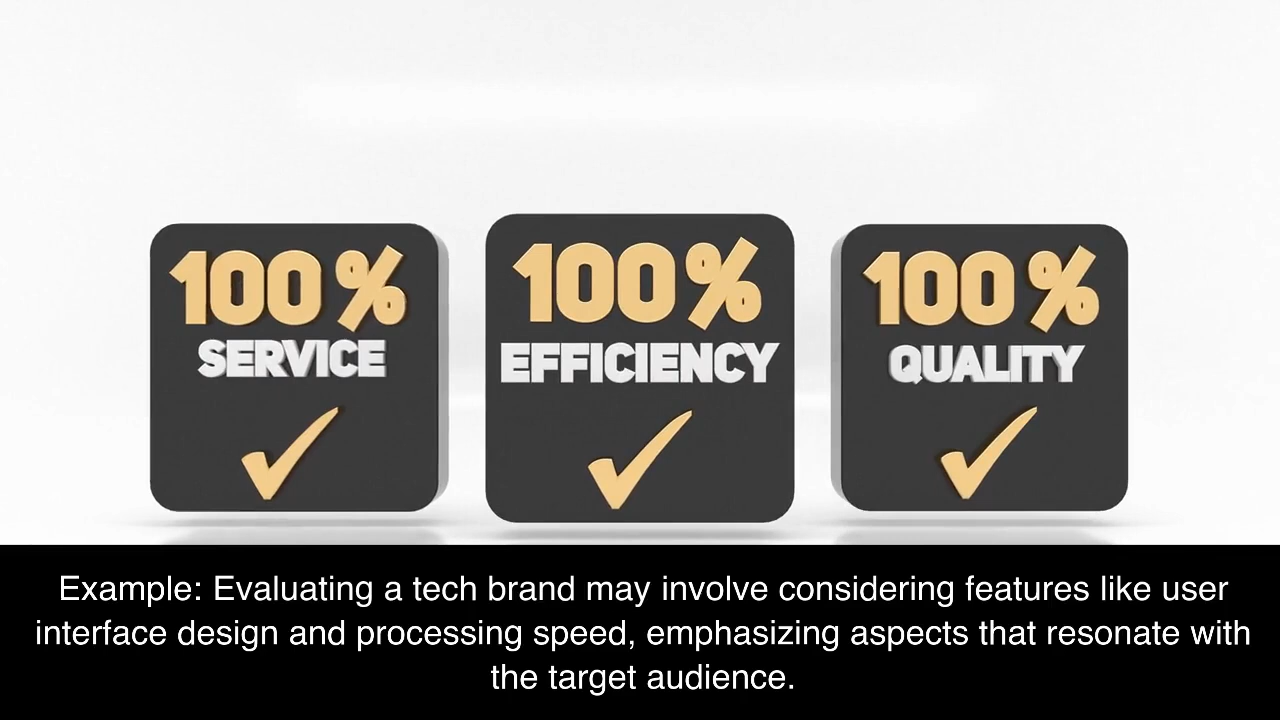 100%
SERVICE
100%
EFFICIENCY
100%
QUALITY
Example: Evaluating a tech brand may involve considering features like user
interface design and processing speed, emphasizing aspects that resonate with
the target audience.